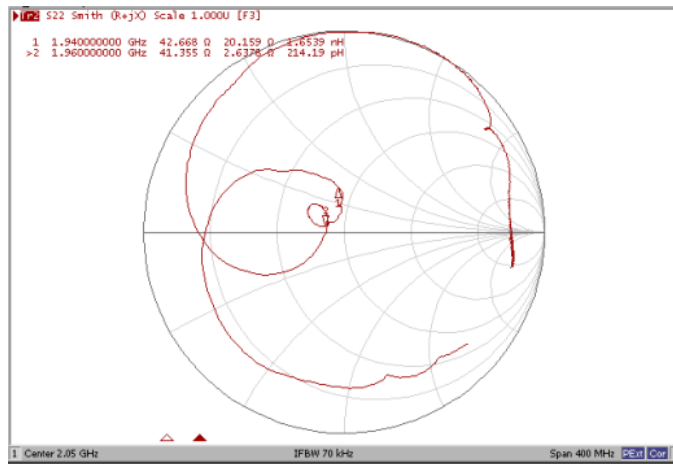 Tr2 S22 Smith (R+jX) Scale 1.000U [F3]
1 1.940000000 GHz 42.668 Ω 20.159 Ω 1.6539 nH
>2 1.960000000 GHz 41.355 Ω 2.6378 Ω 214.19 pH
1 Center 2.05 GHz IFBW 70 kHz Span 400 MHz PExt Cor